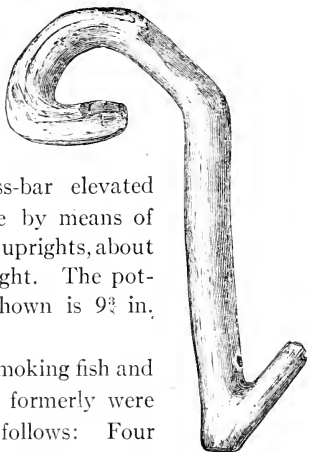 ss-bar elevated
e by means of
uprights, about
ght. The pot-
hown is 9¾ in.
moking fish and
formerly were
follows: Four